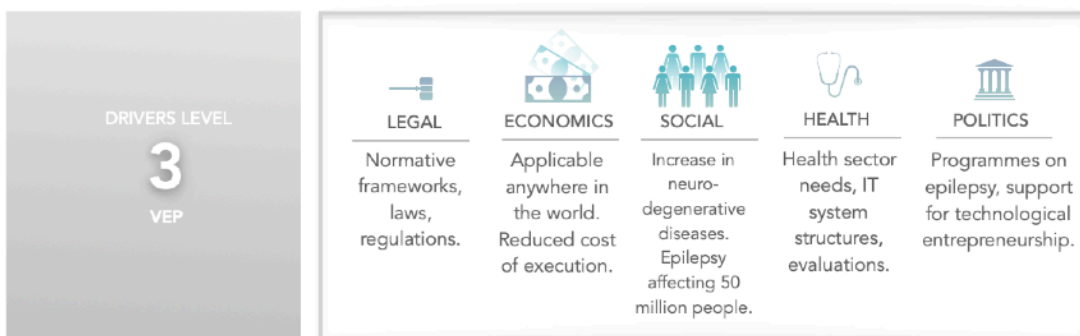 DRIVERS LEVEL
3
VEP
LEGAL
Normative
frameworks,
laws,
regulations.
ECONOMICS
Applicable
anywhere in
the world.
Reduced cost
of execution.
SOCIAL
Increase in
neuro-
degenerative
diseases.
Epilepsy
affecting 50
million people.
HEALTH
Health sector
needs, IT
system
structures,
evaluations.
POLITICS
Programmes on
epilepsy, support
for technological
entrepreneurship.